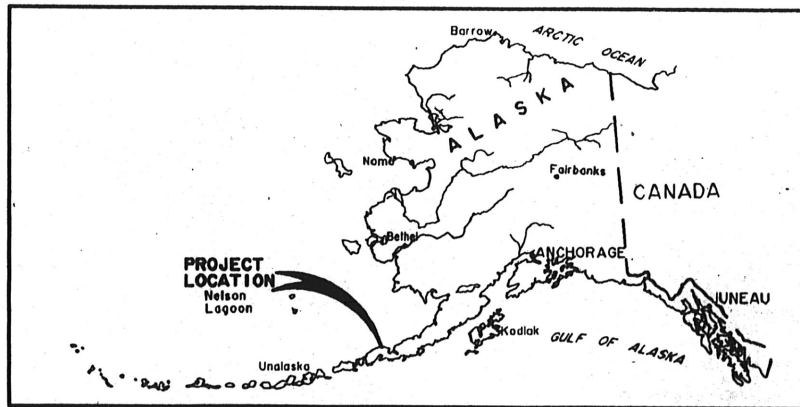 Barrow
ARCTIC OCEAN
ALASKA
Nome
Fairbanks
CANADA
Bethel
ANCHORAGE
PROJECT
LOCATION
Nelson
Lagoon
JUNEAU
Kodiak
GULF OF ALASKA
Unalaska